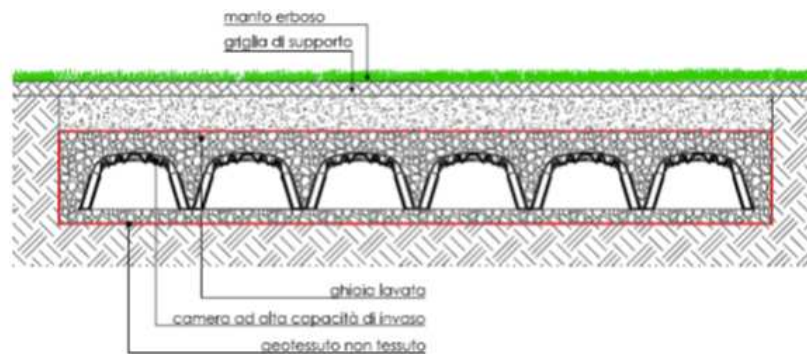 manto erboso
griglia di supporto
ghiaia lavata
camera ad alta capacità di invaso
geotessuto non tessuto